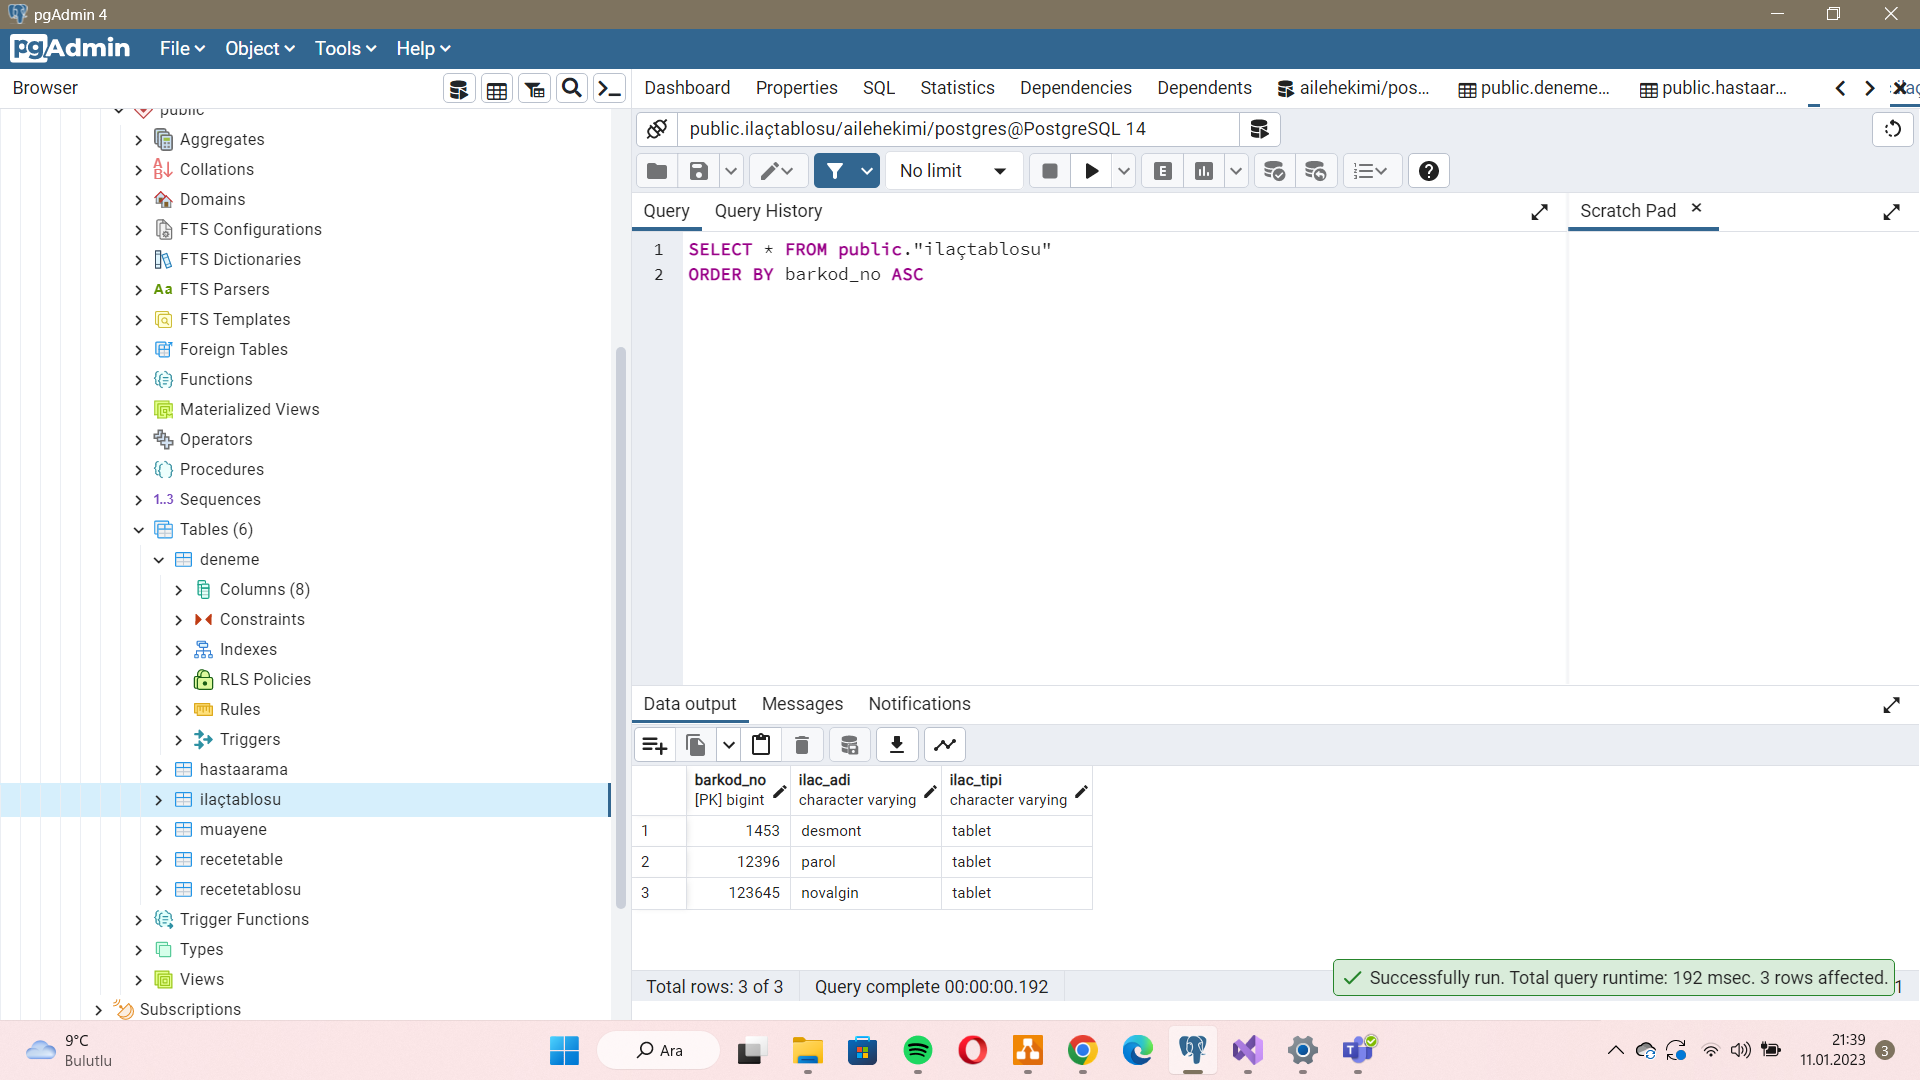 pgAdmin 4
pgAdmin File Object Tools Help
Browser
Dashboard Properties SQL Statistics Dependencies Dependents ailehekimi/pos... public.deneme... public.hastaar...
public
Aggregates
Collations
Domains
FTS Configurations
FTS Dictionaries
Aa FTS Parsers
FTS Templates
Foreign Tables
Functions
Materialized Views
Operators
Procedures
1..3 Sequences
Tables (6)
deneme
Columns (8)
Constraints
Indexes
RLS Policies
Rules
Triggers
hastaarama
ilaçtablosu
muayene
recetetable
recetetablosu
Trigger Functions
Types
Views
Subscriptions
public.ilaçtablosu/ailehekimi/postgres@PostgreSQL 14
No limit
E
Query Query History
Scratch Pad
1 SELECT * FROM public."ilaçtablosu"
2 ORDER BY barkod_no ASC
Data output Messages Notifications
barkod_no ilac_adi ilac_tipi
[PK] bigint character varying character varying
1 1453 desmont tablet
2 12396 parol tablet
3 123645 novalgin tablet
Total rows: 3 of 3 Query complete 00:00:00.192
Successfully run. Total query runtime: 192 msec. 3 rows affected.
9°C
Bulutlu
Ara
21:39
11.01.2023
3